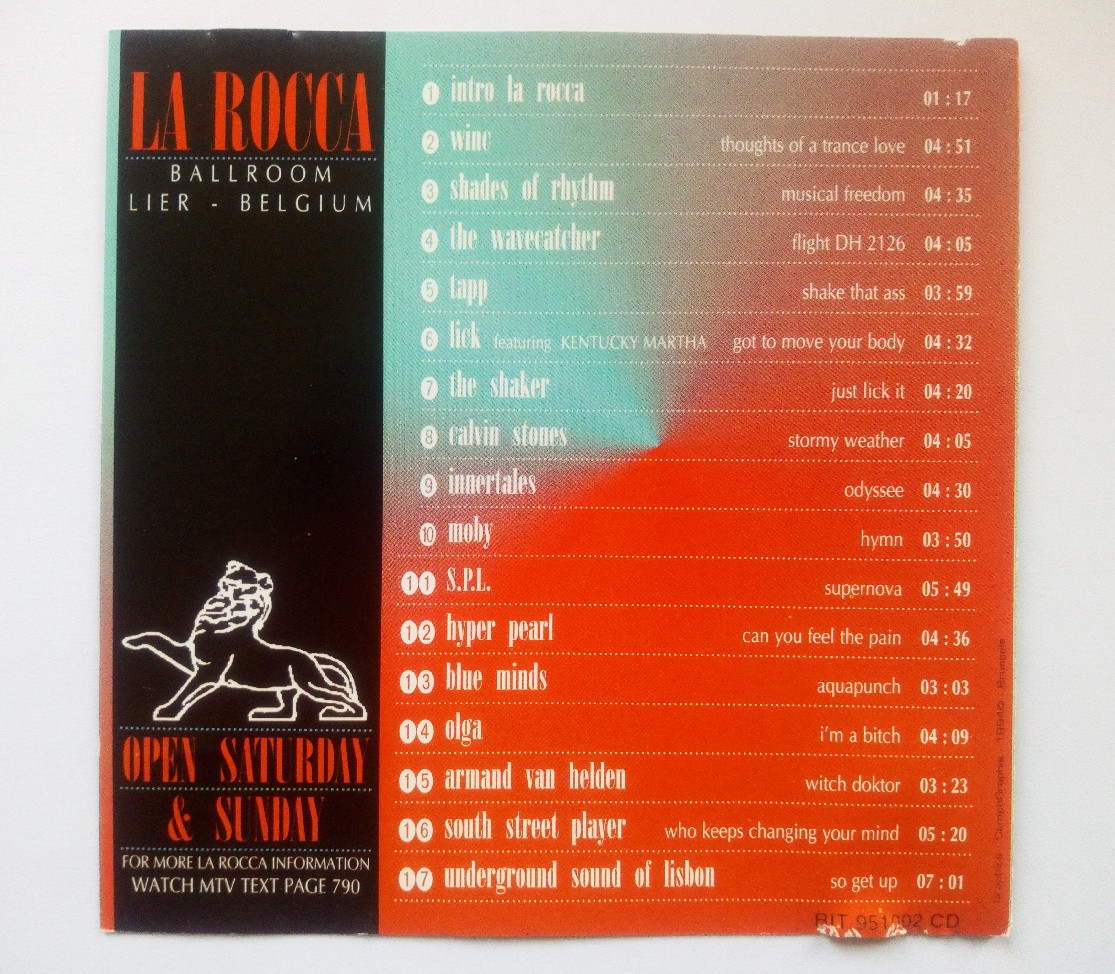 LA ROCCA
BALLROOM
LIER - BELGIUM
OPEN SATURDAY
& SUNDAY
FOR MORE LA ROCCA INFORMATION
WATCH MTV TEXT PAGE 790
1 intro la rocca 01 : 17
2 winc thoughts of a trance love 04 : 51
3 shades of rhythm musical freedom 04 : 35
4 the wavecatcher flight DH 2126 04 : 05
5 tapp shake that ass 03 : 59
6 lick featuring KENTUCKY MARTHA got to move your body 04 : 32
7 the shaker just lick it 04 : 20
8 calvin stones stormy weather 04 : 05
9 innertales odyssee 04 : 30
10 moby hymn 03 : 50
11 S.P.L. supernova 05 : 49
12 hyper pearl can you feel the pain 04 : 36
13 blue minds aquapunch 03 : 03
14 olga i'm a bitch 04 : 09
15 armand van helden witch doktor 03 : 23
16 south street player who keeps changing your mind 05 : 20
17 underground sound of lisbon so get up 07 : 01
BIT 951002 CD
Brussels